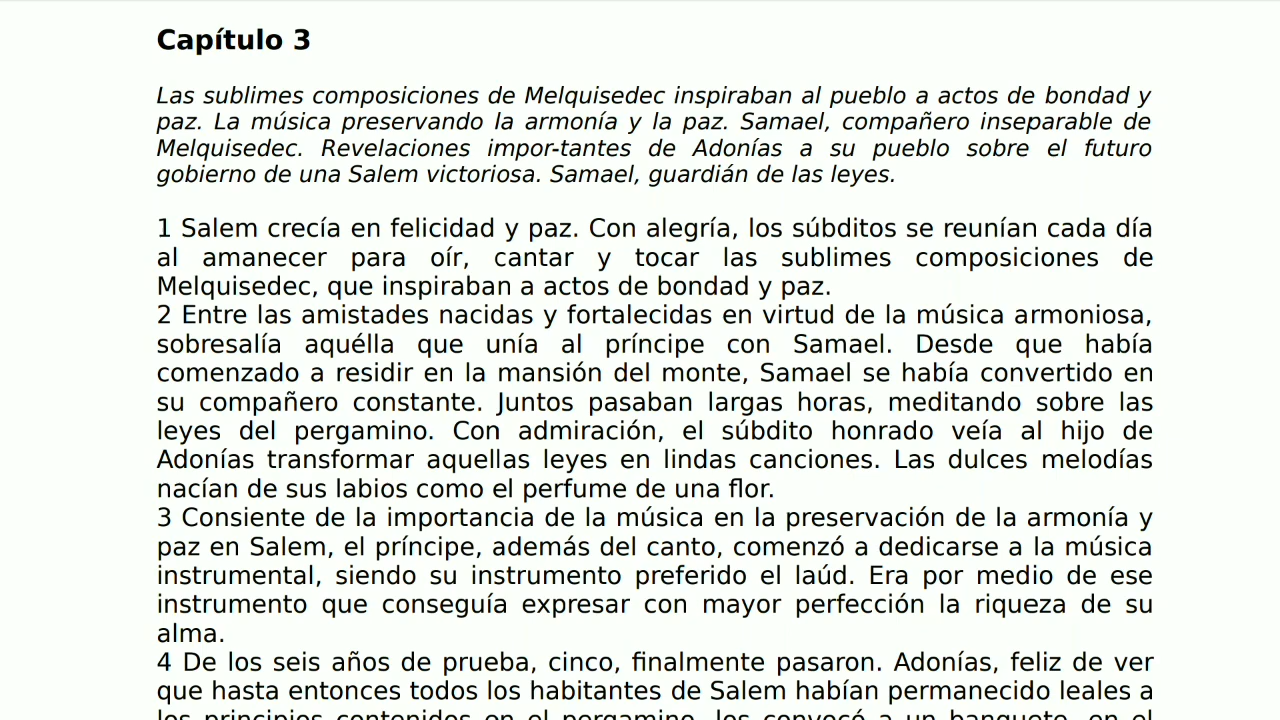 Capítulo 3
Las sublimes composiciones de Melquisedec inspiraban al pueblo a actos de bondad y
paz. La música preservando la armonía y la paz. Samael, compañero inseparable de
Melquisedec. Revelaciones impor-tantes de Adonías a su pueblo sobre el futuro
gobierno de una Salem victoriosa. Samael, guardián de las leyes.
1 Salem crecía en felicidad y paz. Con alegría, los súbditos se reunían cada día
al amanecer para oír, cantar y tocar las sublimes composiciones de
Melquisedec, que inspiraban a actos de bondad y paz.
2 Entre las amistades nacidas y fortalecidas en virtud de la música armoniosa,
sobresalía aquélla que unía al príncipe con Samael. Desde que había
comenzado a residir en la mansión del monte, Samael se había convertido en
su compañero constante. Juntos pasaban largas horas, meditando sobre las
leyes del pergamino. Con admiración, el súbdito honrado veía al hijo de
Adonías transformar aquellas leyes en lindas canciones. Las dulces melodías
nacían de sus labios como el perfume de una flor.
3 Consiente de la importancia de la música en la preservación de la armonía y
paz en Salem, el príncipe, además del canto, comenzó a dedicarse a la música
instrumental, siendo su instrumento preferido el laúd. Era por medio de ese
instrumento que conseguía expresar con mayor perfección la riqueza de su
alma.
4 De los seis años de prueba, cinco, finalmente pasaron. Adonías, feliz de ver
que hasta entonces todos los habitantes de Salem habían permanecido leales a
los principios contenidos en el pergamino, los convocó a un banquete, en el